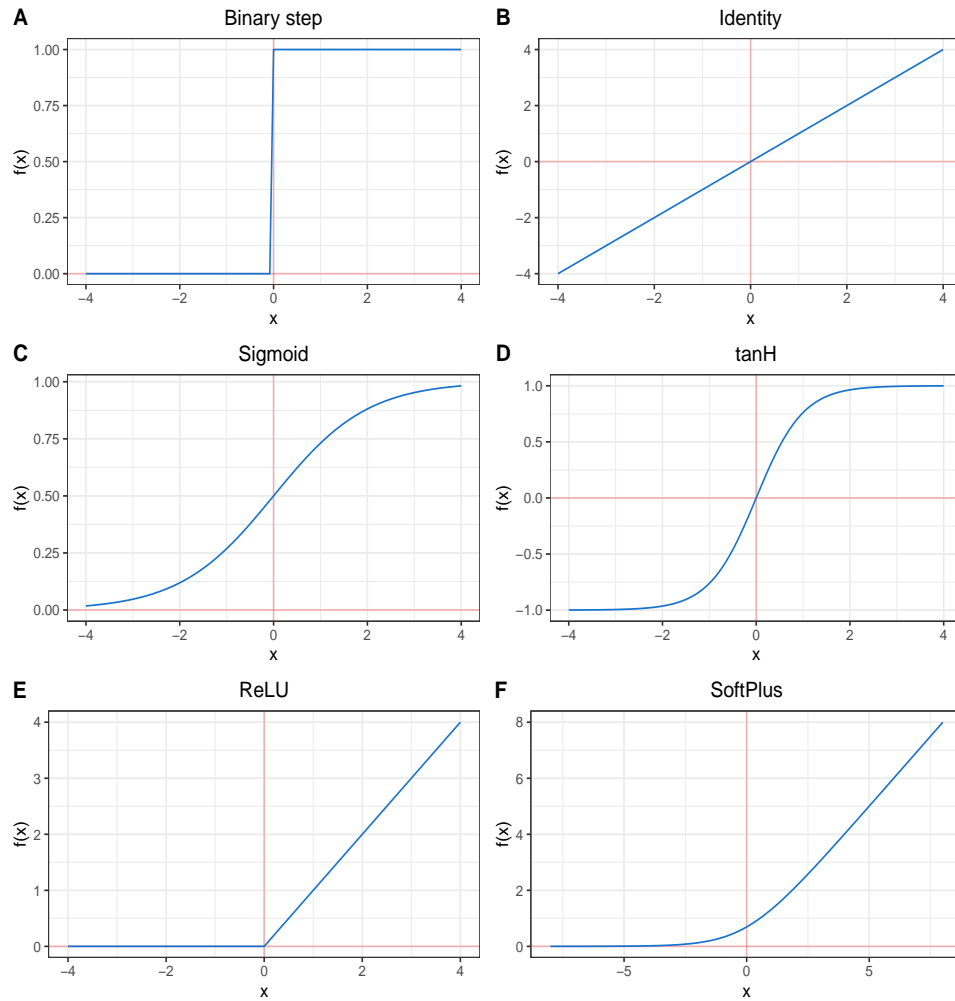 A Binary step
1.00
0.75
0.50
0.25
0.00
f(x)
−4 −2 0 2 4
x
B Identity
4
2
0
−2
−4
f(x)
−4 −2 0 2 4
x
C Sigmoid
1.00
0.75
0.50
0.25
0.00
f(x)
−4 −2 0 2 4
x
D tanH
1.0
0.5
0.0
−0.5
−1.0
f(x)
−4 −2 0 2 4
x
E ReLU
4
3
2
1
0
f(x)
−4 −2 0 2 4
x
F SoftPlus
8
6
4
2
0
f(x)
−5 0 5
x